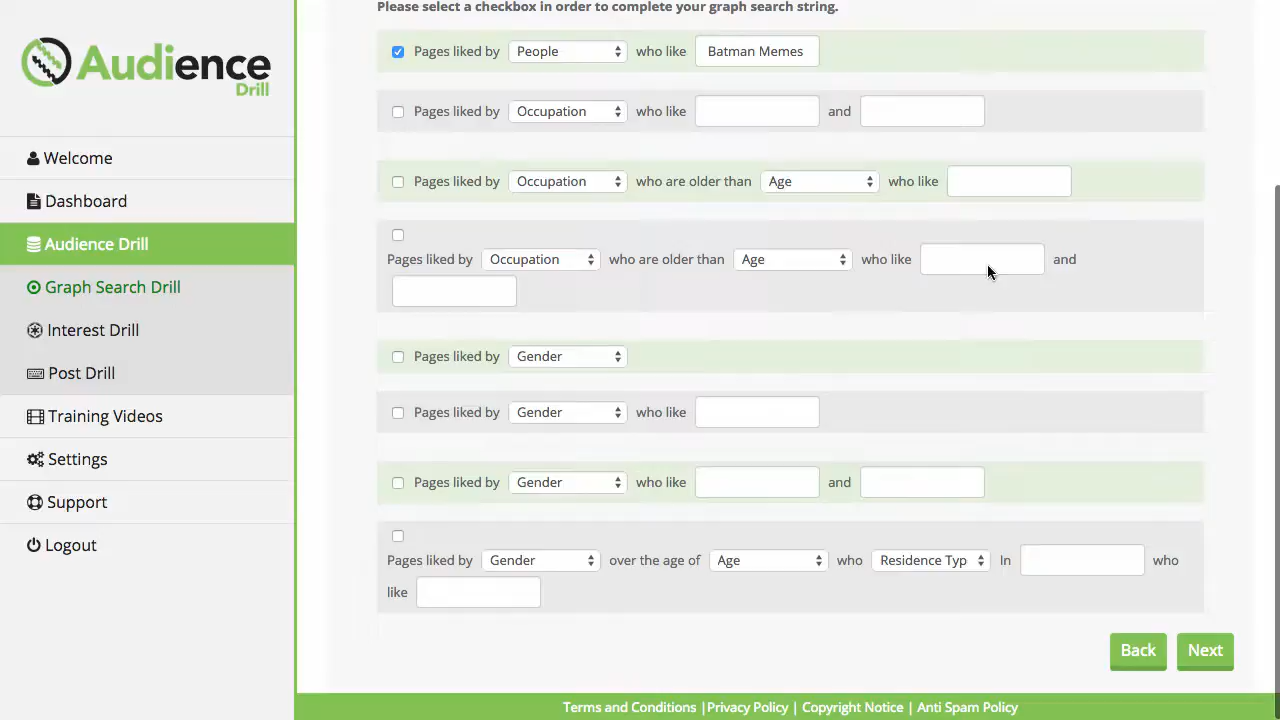 Audience
Drill
Welcome
Dashboard
Audience Drill
Graph Search Drill
Interest Drill
Post Drill
Training Videos
Settings
Support
Logout
Please select a checkbox in order to complete your graph search string.
Pages liked by People who like Batman Memes
Pages liked by Occupation who like and
Pages liked by Occupation who are older than Age who like
Pages liked by Occupation who are older than Age who like and
Pages liked by Gender
Pages liked by Gender who like
Pages liked by Gender who like and
Pages liked by Gender over the age of Age who Residence Typ In who
like
Back Next
Terms and Conditions |Privacy Policy | Copyright Notice | Anti Spam Policy